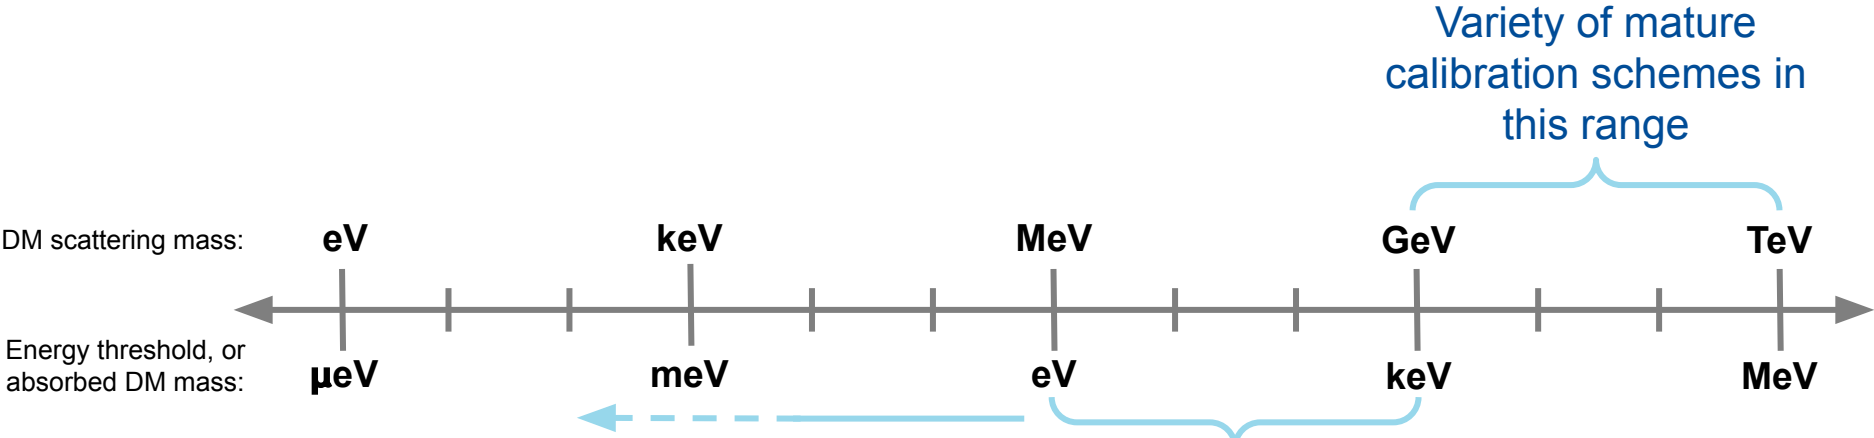 Variety of mature
calibration schemes in
this range
DM scattering mass: eV keV MeV GeV TeV
Energy threshold, or
absorbed DM mass: μeV meV eV keV MeV